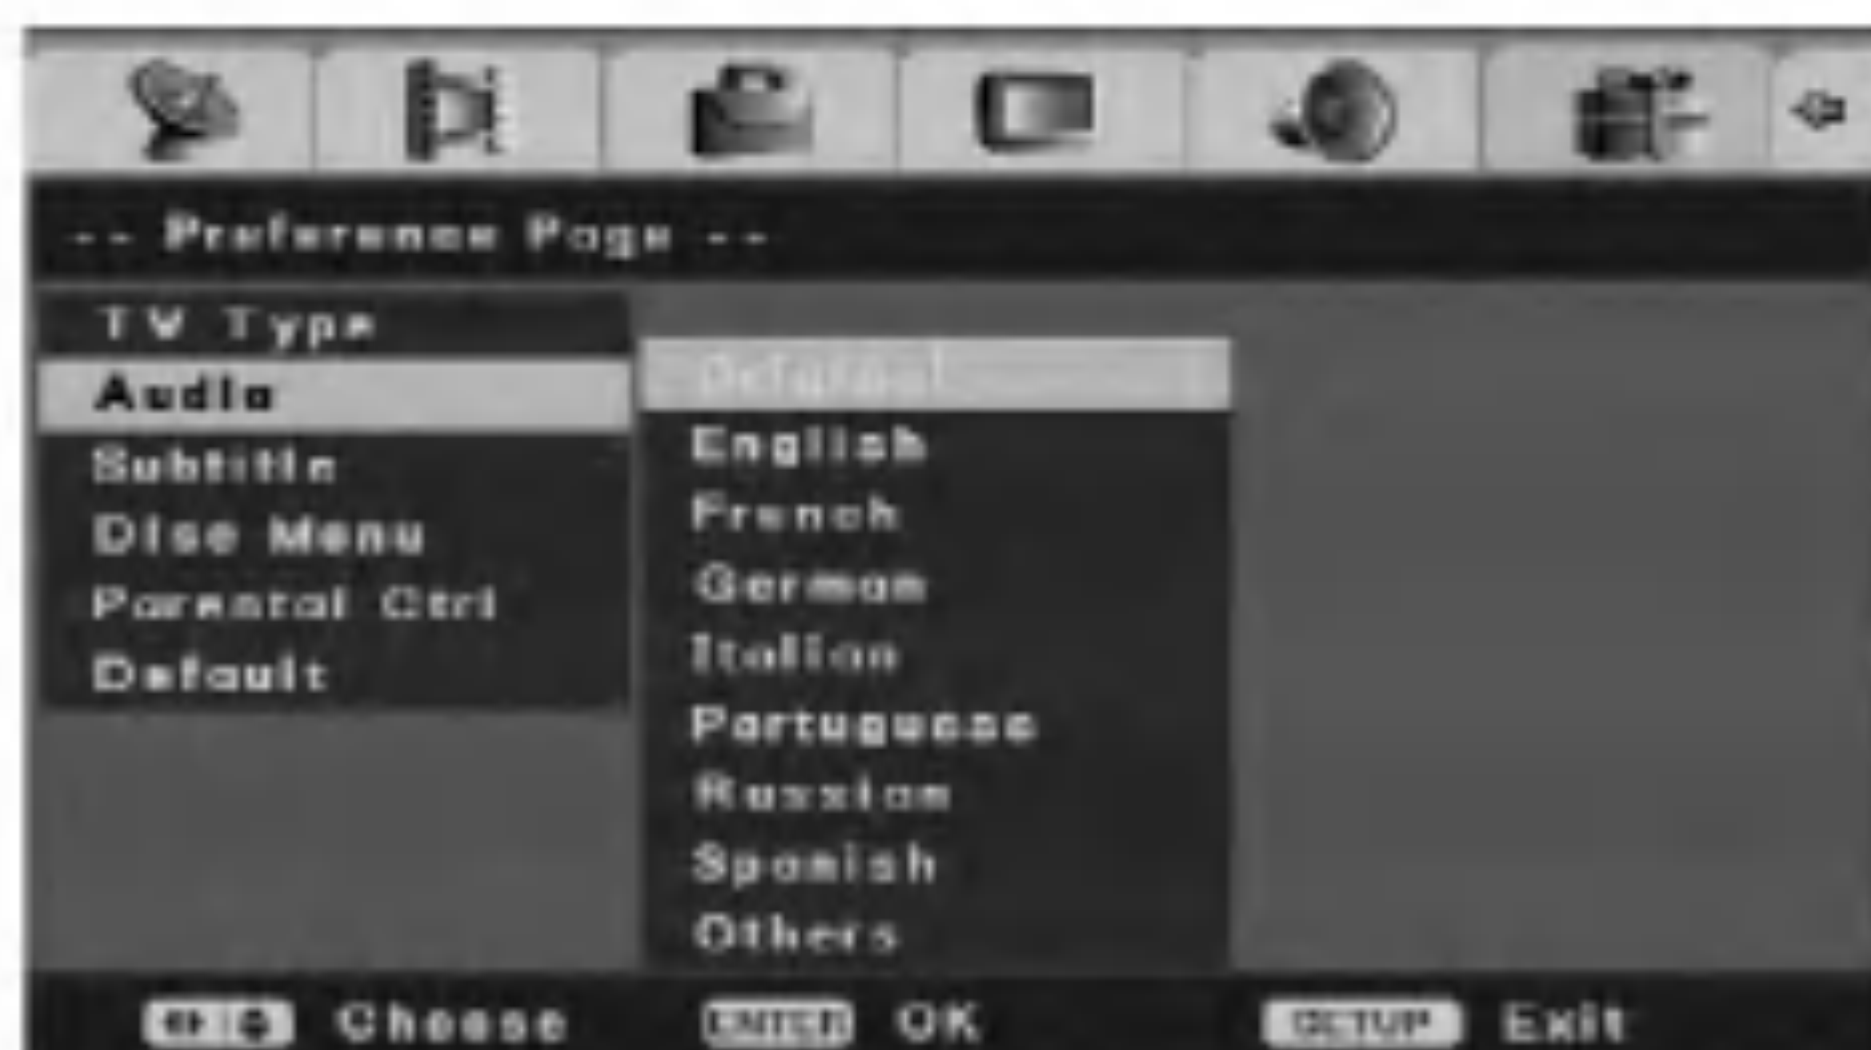 -- Preference Page --
TV Type
Audio
Subtitle
Disc Menu
Parental Ctrl
Default
Original
English
French
German
Italian
Portuguese
Russian
Spanish
Others
Choose
ENTER OK
SETUP Exit